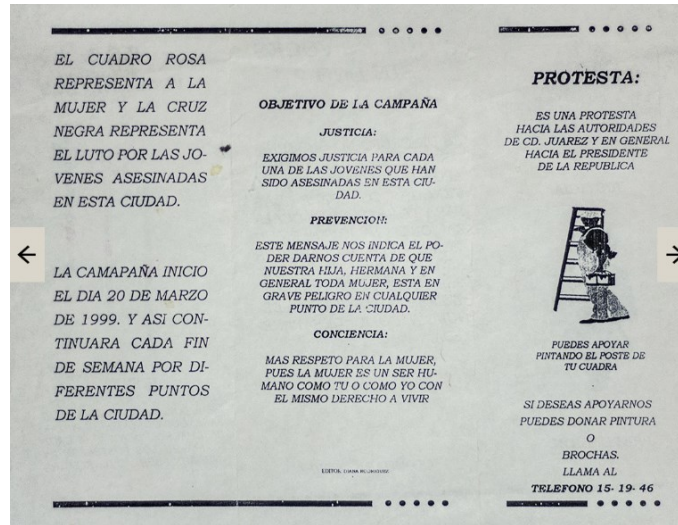 EL CUADRO ROSA
REPRESENTA A LA
MUJER Y LA CRUZ
NEGRA REPRESENTA
EL LUTO POR LAS JO-
VENES ASESINADAS
EN ESTA CIUDAD.
LA CAMAPAÑA INICIO
EL DIA 20 DE MARZO
DE 1999. Y ASI CON-
TINUARA CADA FIN
DE SEMANA POR DI-
FERENTES PUNTOS
DE LA CIUDAD.
OBJETIVO DE LA CAMPAÑA
JUSTICIA:
EXIGIMOS JUSTICIA PARA CADA
UNA DE LAS JOVENES QUE HAN
SIDO ASESINADAS EN ESTA CIU-
DAD.
PREVENCION:
ESTE MENSAJE NOS INDICA EL PO-
DER DARNOS CUENTA DE QUE
NUESTRA HIJA, HERMANA Y EN
GENERAL TODA MUJER, ESTA EN
GRAVE PELIGRO EN CUALQUIER
PUNTO DE LA CIUDAD.
CONCIENCIA:
MAS RESPETO PARA LA MUJER,
PUES LA MUJER ES UN SER HU-
MANO COMO TU O COMO YO CON
EL MISMO DERECHO A VIVIR
EDITOR
PROTESTA:
ES UNA PROTESTA
HACIA LAS AUTORIDADES
DE CD. JUAREZ Y EN GENERAL
HACIA EL PRESIDENTE
DE LA REPUBLICA
PUEDES APOYAR
PINTANDO EL POSTE DE
TU CUADRA
SI DESEAS APOYARNOS
PUEDES DONAR PINTURA
O
BROCHAS.
LLAMA AL
TELEFONO 15- 19- 46